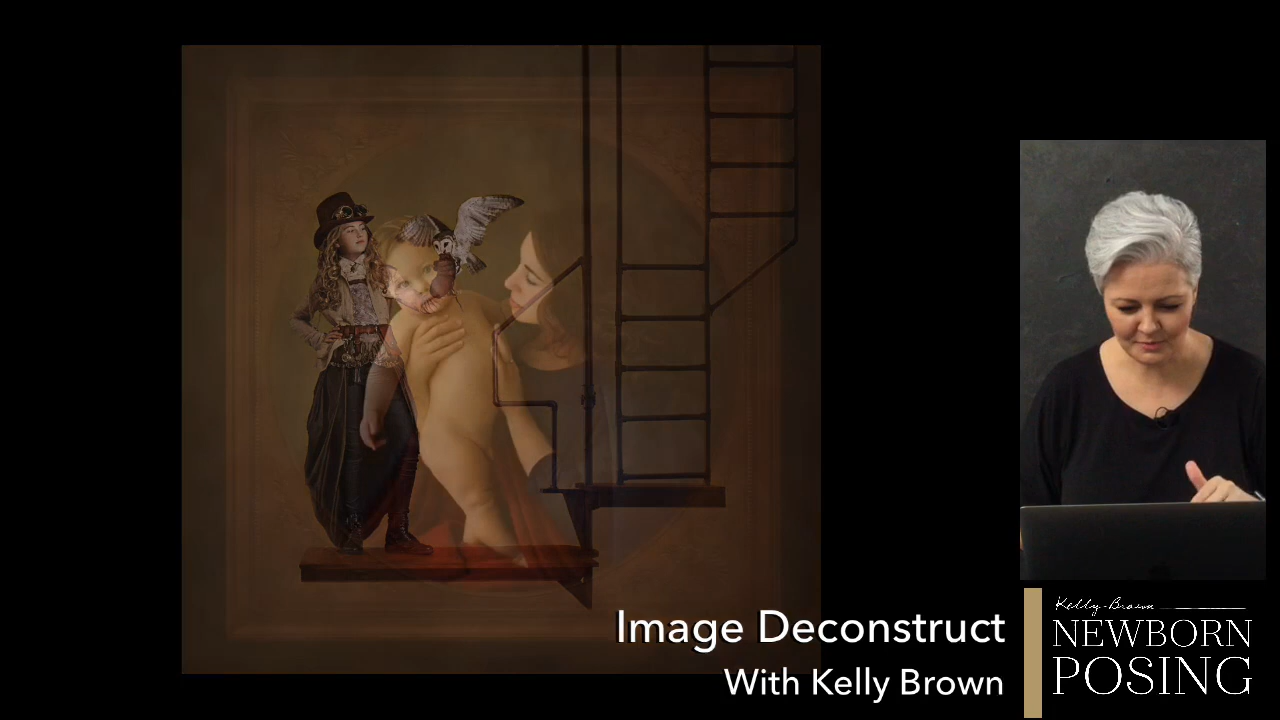 Image Deconstruct
With Kelly Brown
Kelly Brown
NEWBORN
POSING